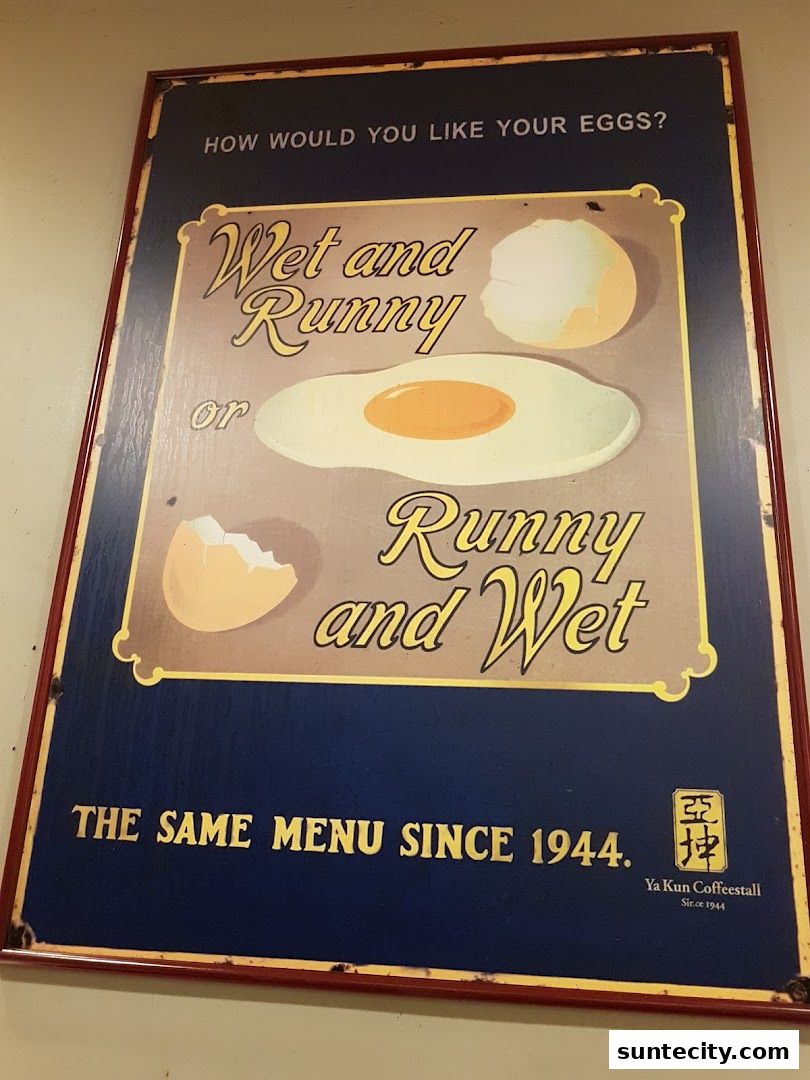 HOW WOULD YOU LIKE YOUR EGGS?
Wet and
Runny
or
Runny
and Wet
THE SAME MENU SINCE 1944.
亞
坤
Ya Kun Coffeestall
Since 1944
suntecity.com